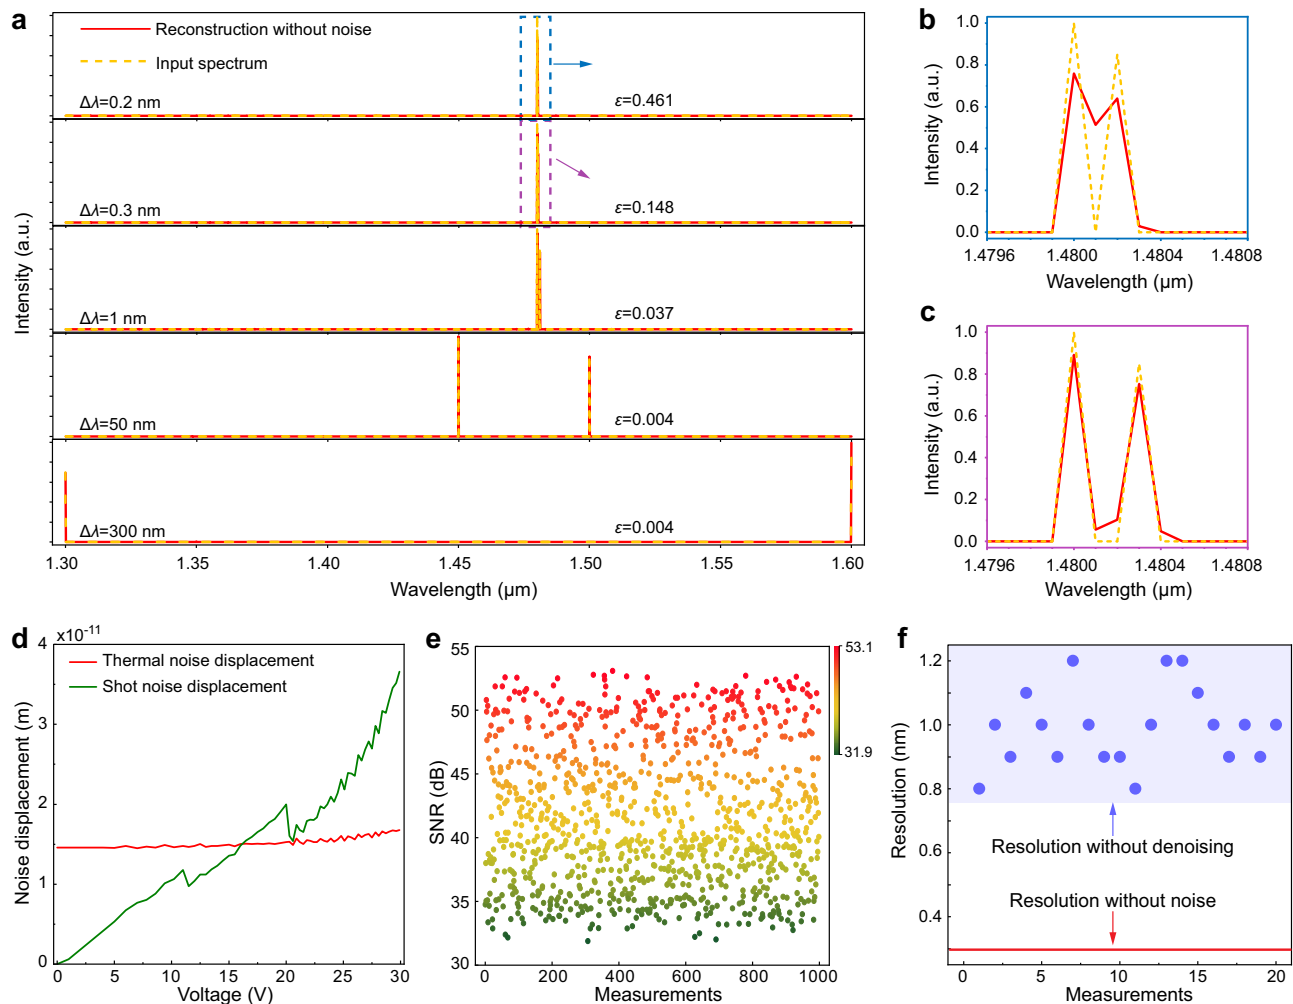 a
Reconstruction without noise
Input spectrum
Δλ=0.2 nm
ε=0.461
Δλ=0.3 nm
ε=0.148
Δλ=1 nm
ε=0.037
Δλ=50 nm
ε=0.004
Δλ=300 nm
ε=0.004
Intensity (a.u.)
1.30 1.35 1.40 1.45 1.50 1.55 1.60
Wavelength (µm)
b
Intensity (a.u.)
1.0
0.8
0.6
0.4
0.2
0.0
1.4796 1.4800 1.4804 1.4808
Wavelength (µm)
c
Intensity (a.u.)
1.0
0.8
0.6
0.4
0.2
0.0
1.4796 1.4800 1.4804 1.4808
Wavelength (µm)
d
x10-11
Thermal noise displacement
Shot noise displacement
Noise displacement (m)
4
3
2
1
0
0 5 10 15 20 25 30
Voltage (V)
e
SNR (dB)
55
50
45
40
35
30
53.1
31.9
0 200 400 600 800 1000
Measurements
f
Resolution (nm)
1.2
1.0
0.8
0.6
0.4
Resolution without denoising
Resolution without noise
0 5 10 15 20
Measurements